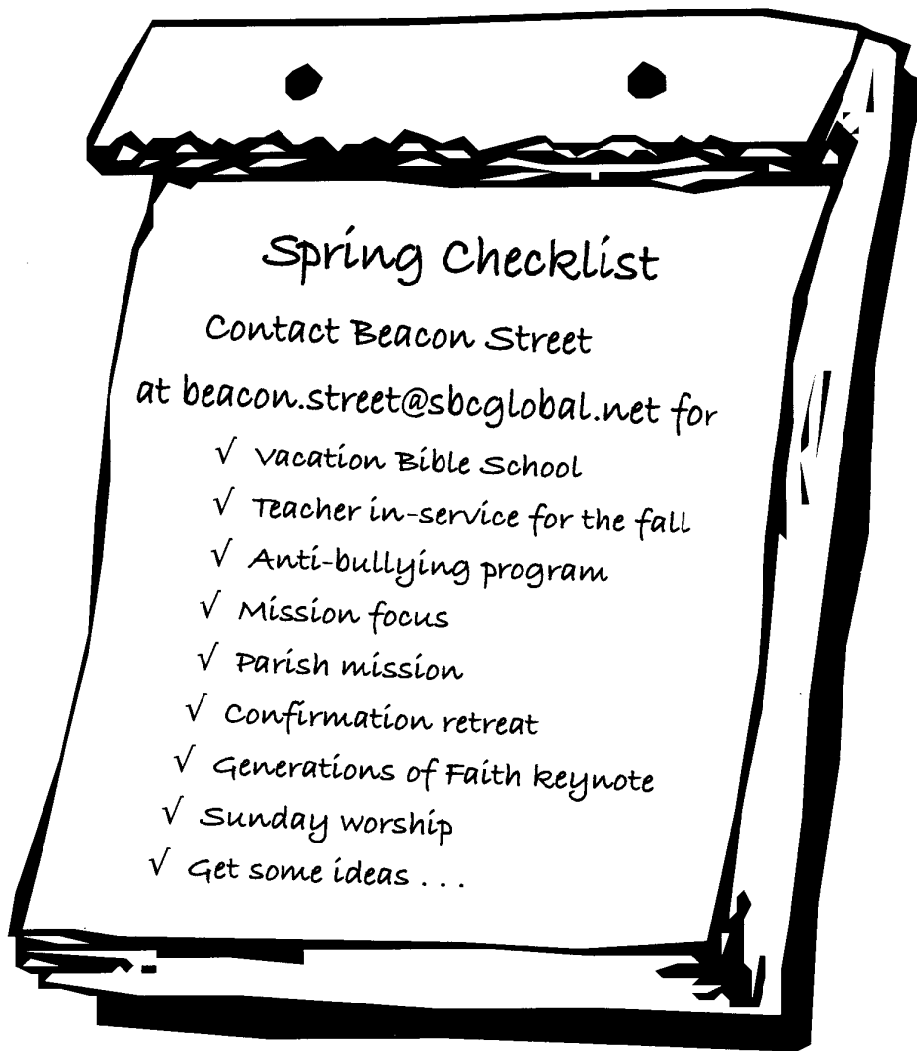 Spring Checklist
Contact Beacon Street
at beacon.street@sbcglobal.net for
√ Vacation Bible School
√ Teacher in-service for the fall
√ Anti-bullying program
√ Mission focus
√ Parish mission
√ Confirmation retreat
√ Generations of Faith keynote
√ Sunday worship
√ Get some ideas . . .